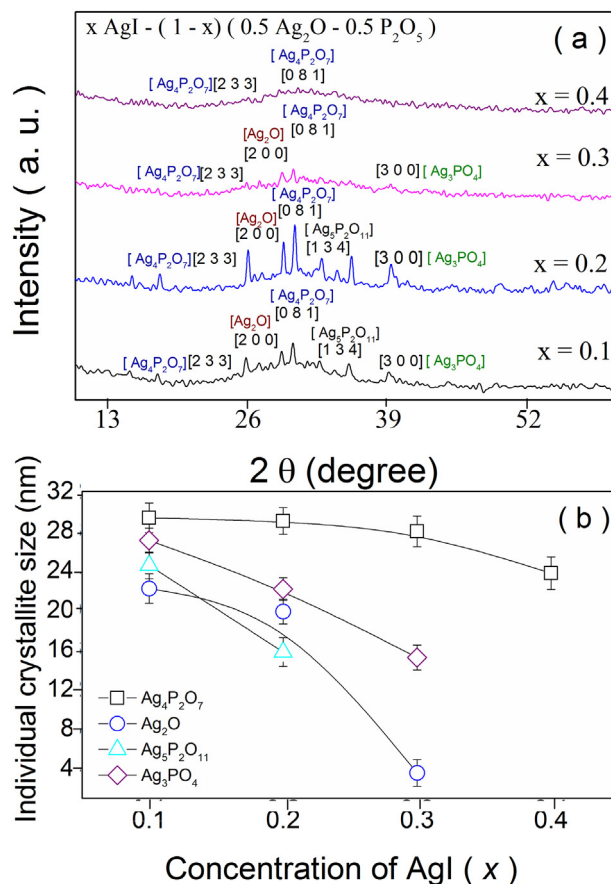 x AgI - ( 1 - x) ( 0.5 Ag₂O - 0.5 P₂O₅ )
( a )
[ Ag₄P₂O₇]
[ Ag₄P₂O₇] [2 3 3] [0 8 1]
x = 0.4
[ Ag₄P₂O₇]
[Ag₂O] [0 8 1]
[2 0 0]
x = 0.3
[ Ag₄P₂O₇] [2 3 3] [3 0 0] [ Ag₃PO₄]
[ Ag₄P₂O₇]
[Ag₂O] [0 8 1] [ Ag₅P₂O₁₁]
[2 0 0] [1 3 4]
[ Ag₄P₂O₇] [2 3 3] [3 0 0] [ Ag₃PO₄]
x = 0.2
[ Ag₄P₂O₇]
[Ag₂O] [0 8 1] [ Ag₅P₂O₁₁]
[2 0 0] [1 3 4]
[ Ag₄P₂O₇] [2 3 3] [3 0 0] [ Ag₃PO₄]
x = 0.1
Intensity ( a. u. )
13 26 39 52
2 θ (degree)
( b )
Individual crystallite size (nm)
32
28
24
20
16
12
8
4
Ag₄P₂O₇
Ag₂O
Ag₅P₂O₁₁
Ag₃PO₄
0.1 0.2 0.3 0.4
Concentration of AgI ( x )